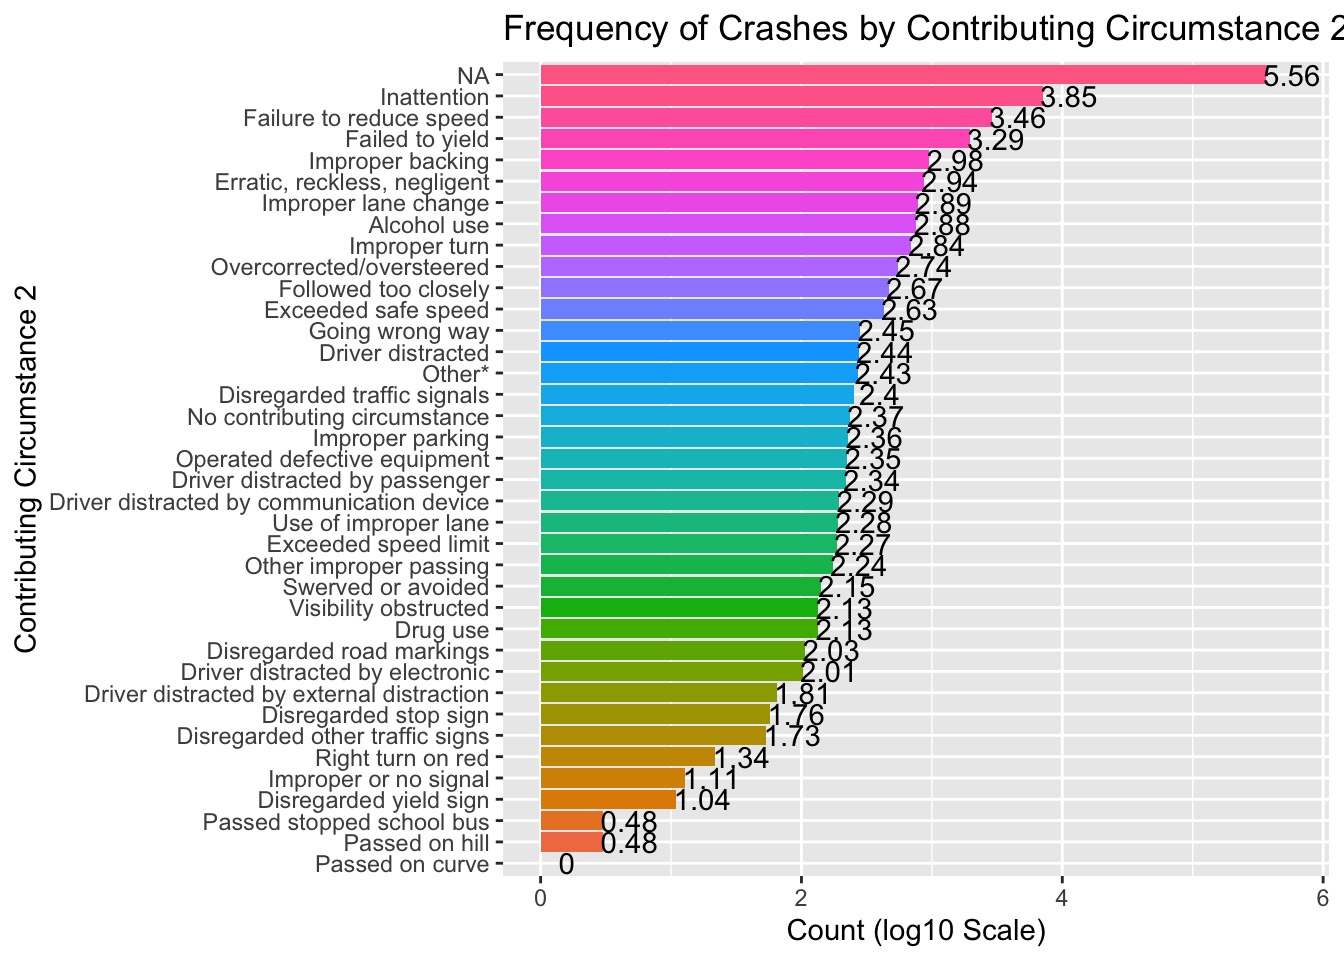 Frequency of Crashes by Contributing Circumstance 2
Contributing Circumstance 2
NA 5.56
Inattention 3.85
Failure to reduce speed 3.46
Failed to yield 3.29
Improper backing 2.98
Erratic, reckless, negligent 2.94
Improper lane change 2.89
Alcohol use 2.88
Improper turn 2.84
Overcorrected/oversteered 2.74
Followed too closely 2.67
Exceeded safe speed 2.63
Going wrong way 2.45
Driver distracted 2.44
Other* 2.43
Disregarded traffic signals 2.4
No contributing circumstance 2.37
Improper parking 2.36
Operated defective equipment 2.35
Driver distracted by passenger 2.34
Driver distracted by communication device 2.29
Use of improper lane 2.28
Exceeded speed limit 2.27
Other improper passing 2.24
Swerved or avoided 2.15
Visibility obstructed 2.13
Drug use 2.13
Disregarded road markings 2.03
Driver distracted by electronic 2.01
Driver distracted by external distraction 1.81
Disregarded stop sign 1.76
Disregarded other traffic signs 1.73
Right turn on red 1.34
Improper or no signal 1.11
Disregarded yield sign 1.04
Passed stopped school bus 0.48
Passed on hill 0.48
Passed on curve 0
0 2 4 6
Count (log10 Scale)